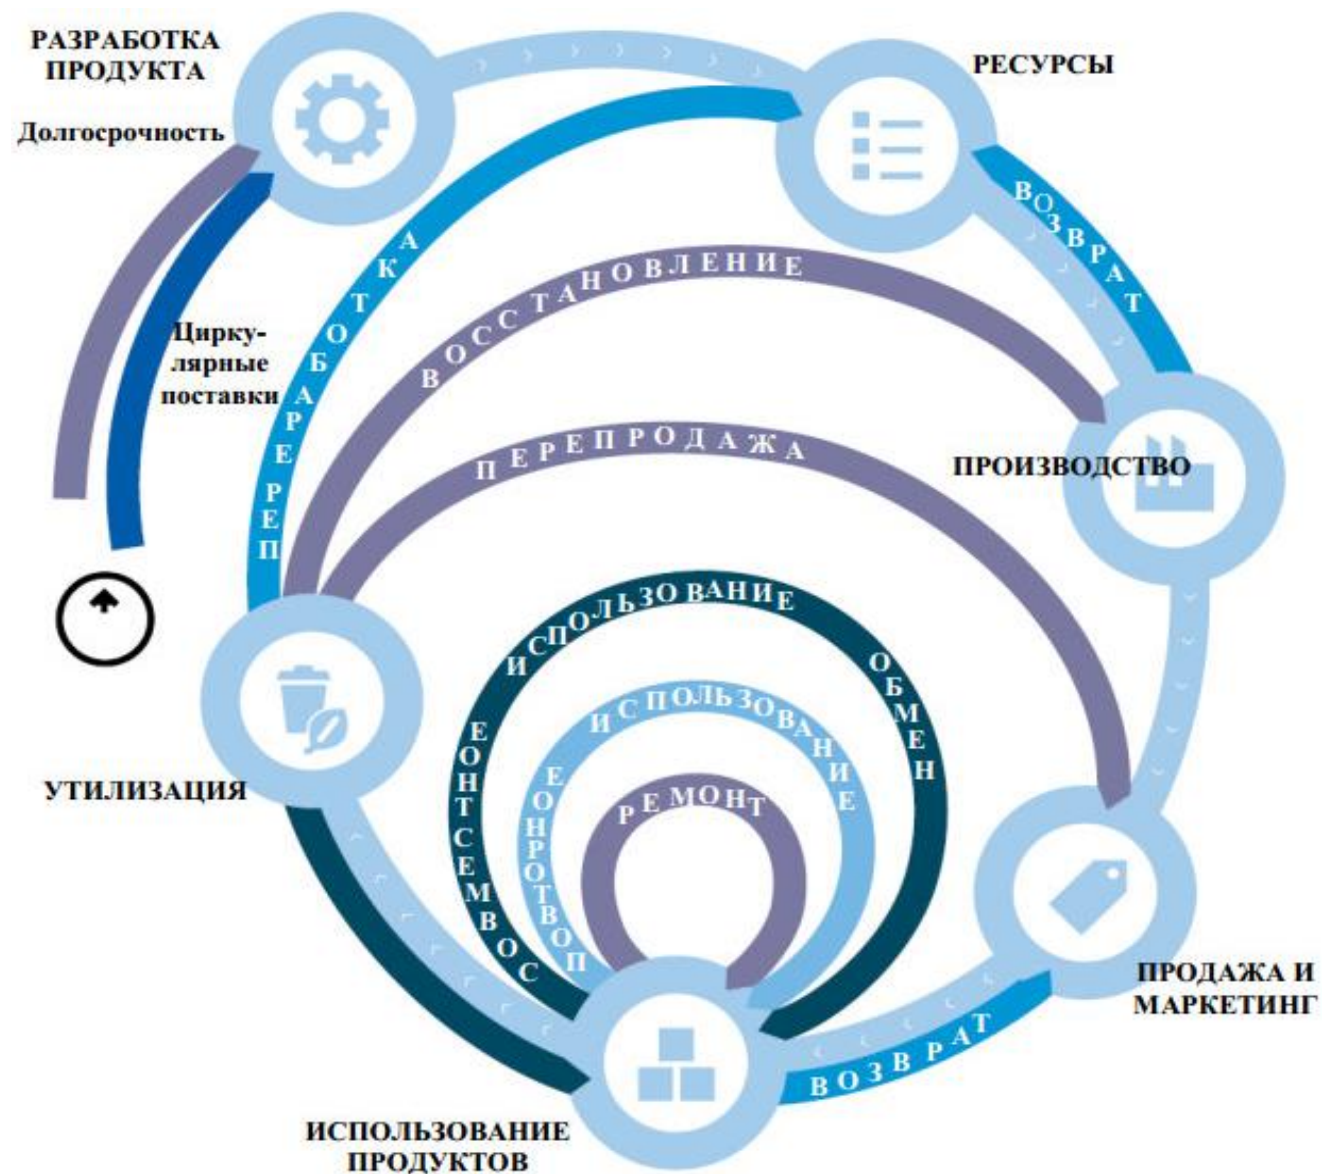 РАЗРАБОТКА
ПРОДУКТА
РЕСУРСЫ
Долгосрочность
ВОЗВРАТ
Цирку-
лярные
поставки
ПЕРЕРАБОТКА
ВОССТАНОВЛЕНИЕ
ПЕРЕПРОДАЖА
ПРОИЗВОДСТВО
СОВМЕСТНОЕ ИСПОЛЬЗОВАНИЕ ОБМЕН
ПОВТОРНОЕ ИСПОЛЬЗОВАНИЕ
РЕМОНТ
УТИЛИЗАЦИЯ
ПРОДАЖА И
МАРКЕТИНГ
ВОЗВРАТ
ИСПОЛЬЗОВАНИЕ
ПРОДУКТОВ